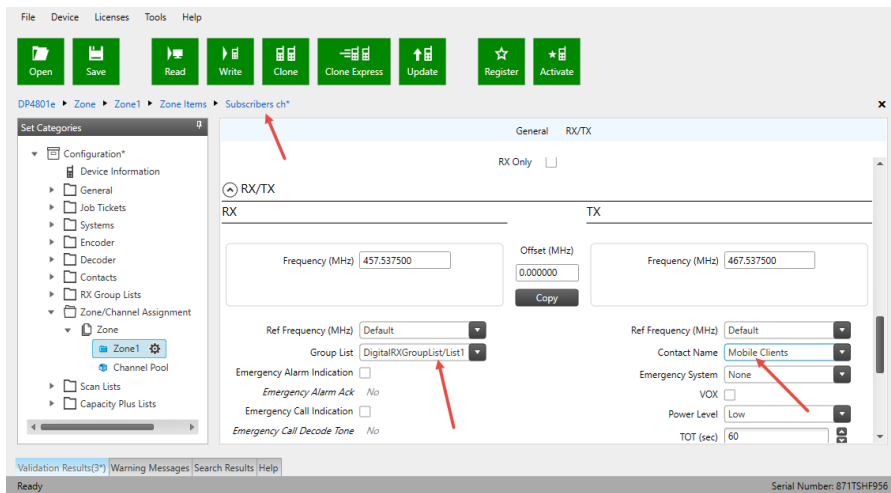 File Device Licenses Tools Help
Open Save Read Write Clone Clone Express Update Register Activate
DP4801e Zone Zone1 Zone Items Subscribers ch* x
Set Categories
Configuration*
Device Information
General
Job Tickets
Systems
Encoder
Decoder
Contacts
RX Group Lists
Zone/Channel Assignment
Zone
Zone1
Channel Pool
Scan Lists
Capacity Plus Lists
General RX/TX
RX Only
RX/TX
RX TX
Offset (MHz)
Frequency (MHz) 457.537500 0.000000 Frequency (MHz) 467.537500
Copy
Ref Frequency (MHz) Default Ref Frequency (MHz) Default
Group List DigitalRXGroupList/List1 Contact Name Mobile Clients
Emergency Alarm Indication Emergency System None
Emergency Alarm Ack No VOX
Emergency Call Indication Power Level Low
Emergency Call Decode Tone No TOT (sec) 60
Validation Results(3*) Warning Messages Search Results Help
Ready Serial Number: 871TSHF956